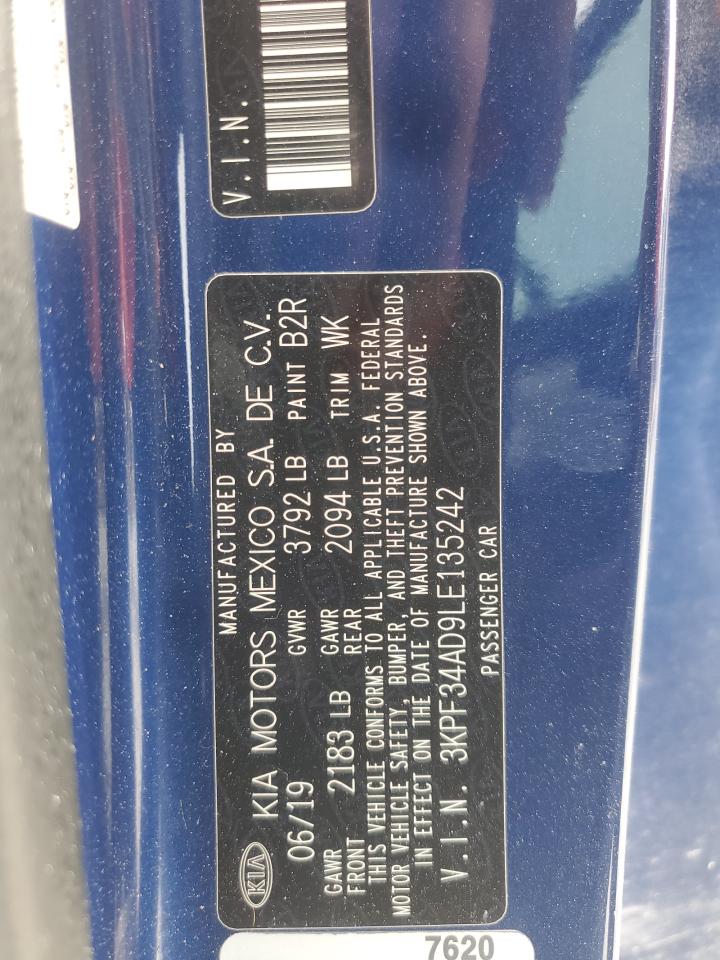 V.I.N.
MANUFACTURED BY
KIA KIA MOTORS MEXICO S.A. DE C.V.
06/19 GVWR 3792 LB PAINT B2R
GAWR FRONT 2183 LB GAWR REAR 2094 LB TRIM WK
THIS VEHICLE CONFORMS TO ALL APPLICABLE U.S.A. FEDERAL
MOTOR VEHICLE SAFETY, BUMPER, AND THEFT PREVENTION STANDARDS
IN EFFECT ON THE DATE OF MANUFACTURE SHOWN ABOVE.
V.I.N. 3KPF34AD9LE135242
PASSENGER CAR
7620